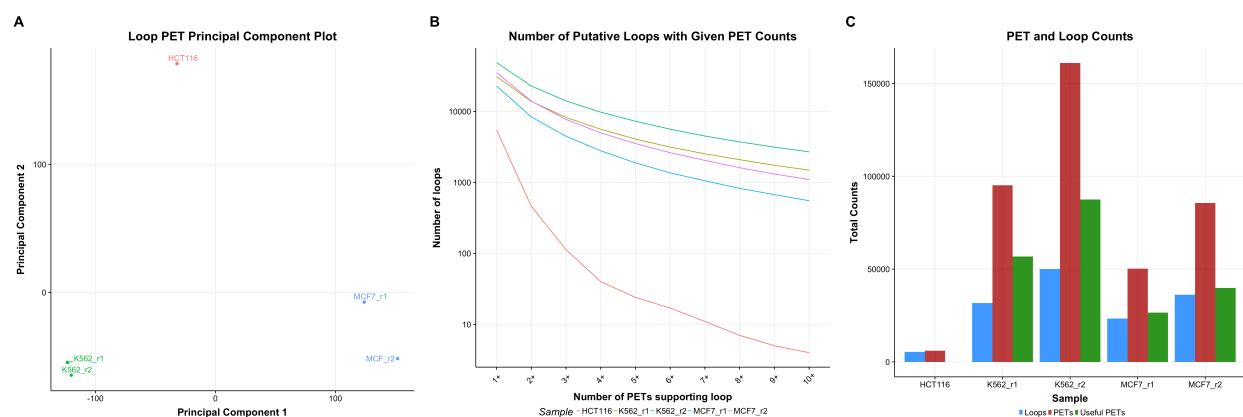 A
Loop PET Principal Component Plot
HCT116
100
Principal Component 2
0
MCF7_r1
MCF_r2
K562_r1
K562_r2
-100
0
100
Principal Component 1
B
Number of Putative Loops with Given PET Counts
10000
1000
Number of loops
100
10
1+
2+
3+
4+
5+
6+
7+
8+
9+
10+
Number of PETs supporting loop
Sample HCT116 K562_r1 K562_r2 MCF7_r1 MCF7_r2
C
PET and Loop Counts
150000
100000
Total Counts
50000
0
HCT116
K562_r1
K562_r2
MCF7_r1
MCF7_r2
Sample
Loops PETs Useful PETs